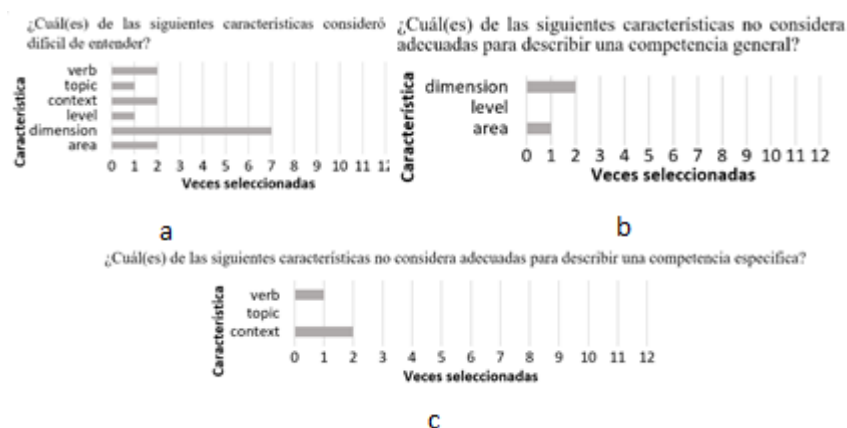 ¿Cuál(es) de las siguientes características consideró
dificil de entender?
verb
topic
context
level
dimension
area
Característica
0 1 2 3 4 5 6 7 8 9 10 11 12
Veces seleccionadas
a
¿Cuál(es) de las siguientes características no considera
adecuadas para describir una competencia general?
dimension
level
area
Característica
0 1 2 3 4 5 6 7 8 9 10 11 12
Veces seleccionadas
b
¿Cuál(es) de las siguientes características no considera adecuadas para describir una competencia especifica?
verb
topic
context
Característica
0 1 2 3 4 5 6 7 8 9 10 11 12
Veces seleccionadas
c